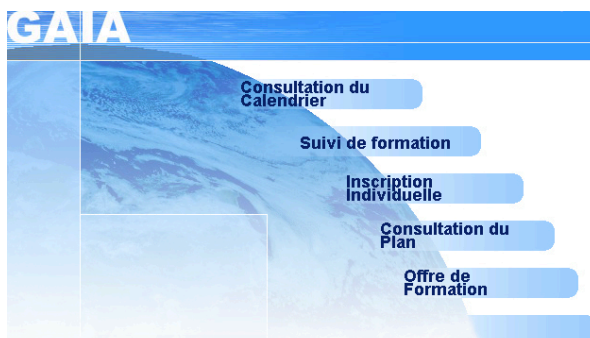 GAIA
Consultation du
Calendrier
Suivi de formation
Inscription
Individuelle
Consultation du
Plan
Offre de
Formation